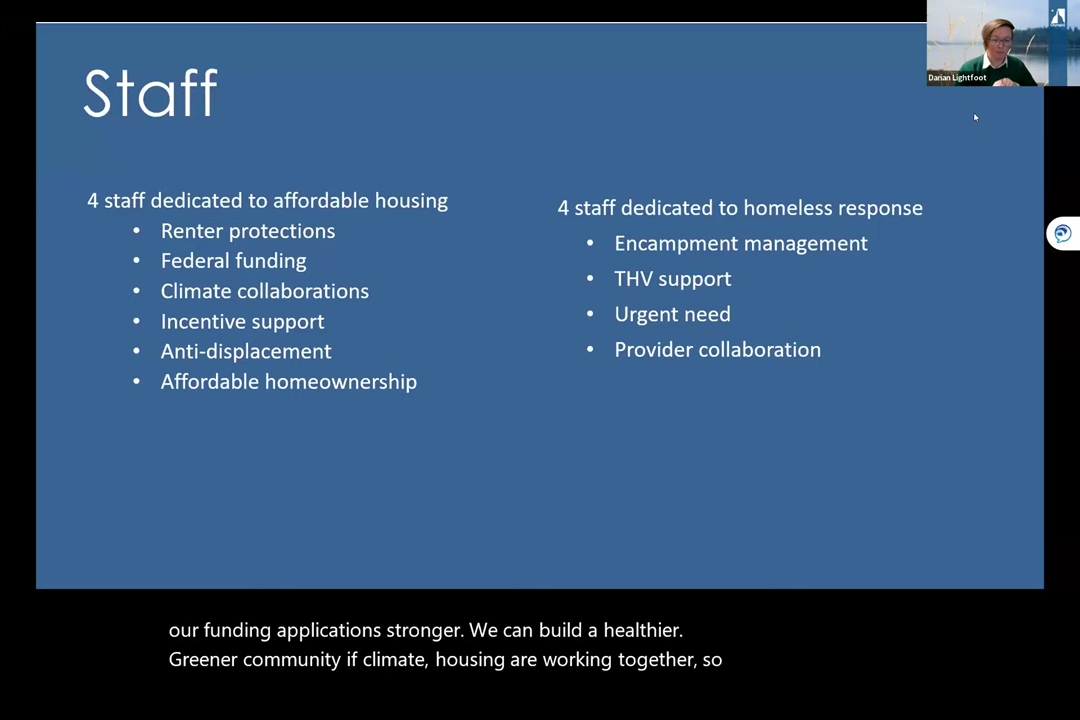 Staff
Darian Lightfoot
4 staff dedicated to affordable housing
• Renter protections
• Federal funding
• Climate collaborations
• Incentive support
• Anti-displacement
• Affordable homeownership
4 staff dedicated to homeless response
• Encampment management
• THV support
• Urgent need
• Provider collaboration
our funding applications stronger. We can build a healthier.
Greener community if climate, housing are working together, so